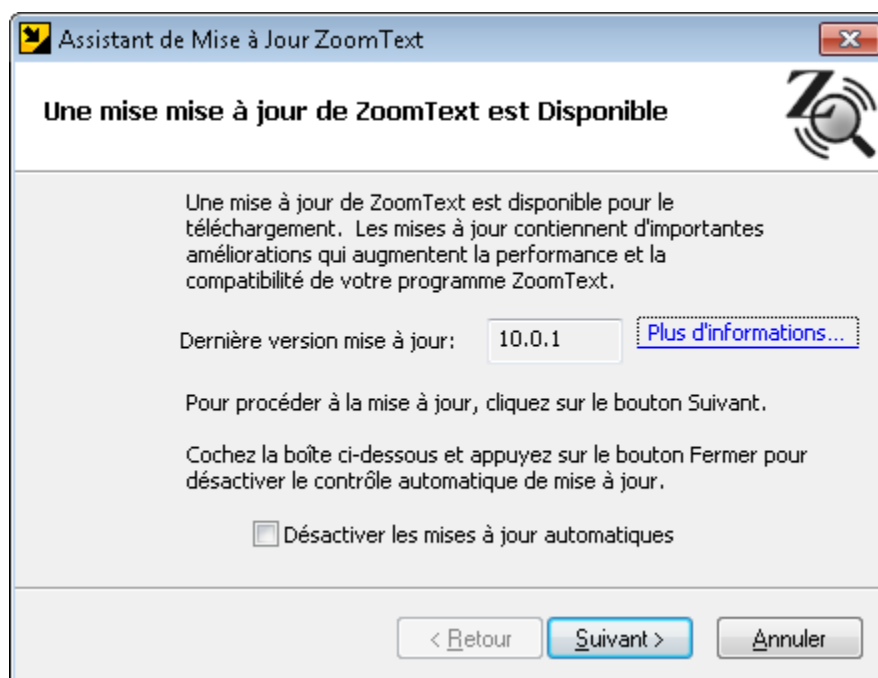 Assistant de Mise à Jour ZoomText
Une mise mise à jour de ZoomText est Disponible
Une mise à jour de ZoomText est disponible pour le
téléchargement. Les mises à jour contiennent d'importantes
améliorations qui augmentent la performance et la
compatibilité de votre programme ZoomText.
Dernière version mise à jour: 10.0.1 Plus d'informations...
Pour procéder à la mise à jour, cliquez sur le bouton Suivant.
Cochez la boîte ci-dessous et appuyez sur le bouton Fermer pour
désactiver le contrôle automatique de mise à jour.
Désactiver les mises à jour automatiques
< Retour Suivant > Annuler